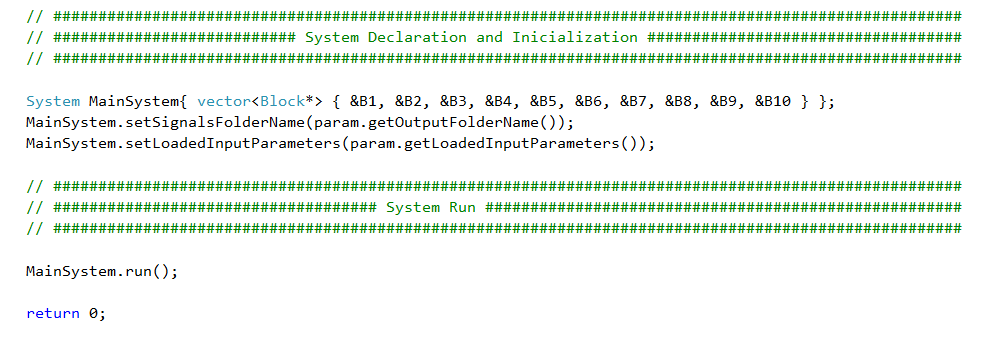 // #####################################################################################################
// ########################### System Declaration and Inicialization ###################################
// #####################################################################################################
System MainSystem{ vector<Block*> { &B1, &B2, &B3, &B4, &B5, &B6, &B7, &B8, &B9, &B10 } };
MainSystem.setSignalsFolderName(param.getOutputFolderName());
MainSystem.setLoadedInputParameters(param.getLoadedInputParameters());
// #####################################################################################################
// #################################### System Run #####################################################
// #####################################################################################################
MainSystem.run();
return 0;